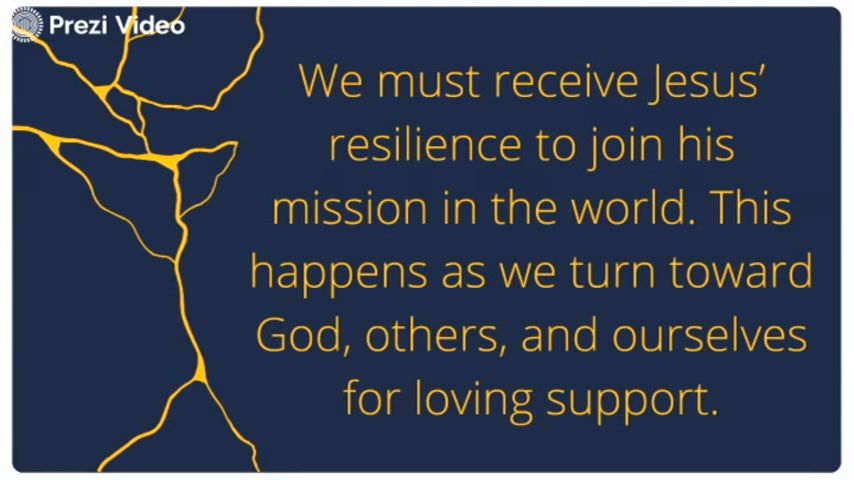 Prezi Video
We must receive Jesus’
resilience to join his
mission in the world. This
happens as we turn toward
God, others, and ourselves
for loving support.